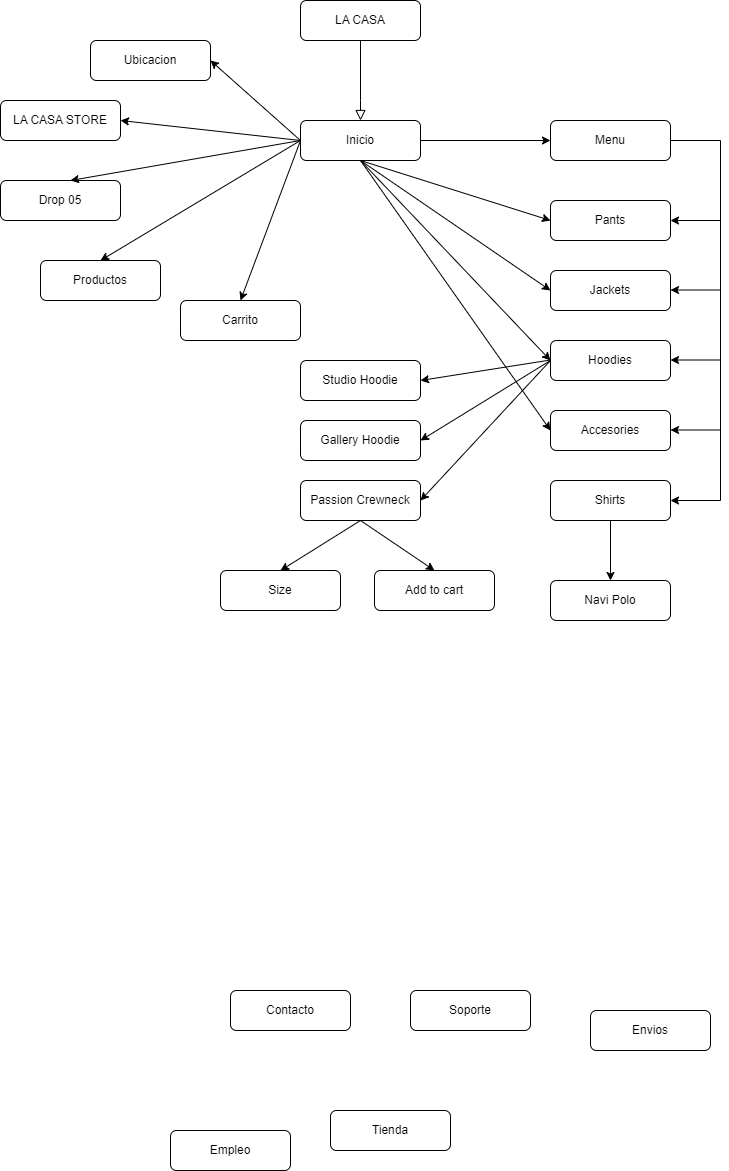 LA CASA
Ubicacion
LA CASA STORE
Inicio
Menu
Drop 05
Pants
Productos
Jackets
Carrito
Hoodies
Studio Hoodie
Gallery Hoodie
Accesories
Passion Crewneck
Shirts
Size
Add to cart
Navi Polo
Contacto
Soporte
Envios
Tienda
Empleo